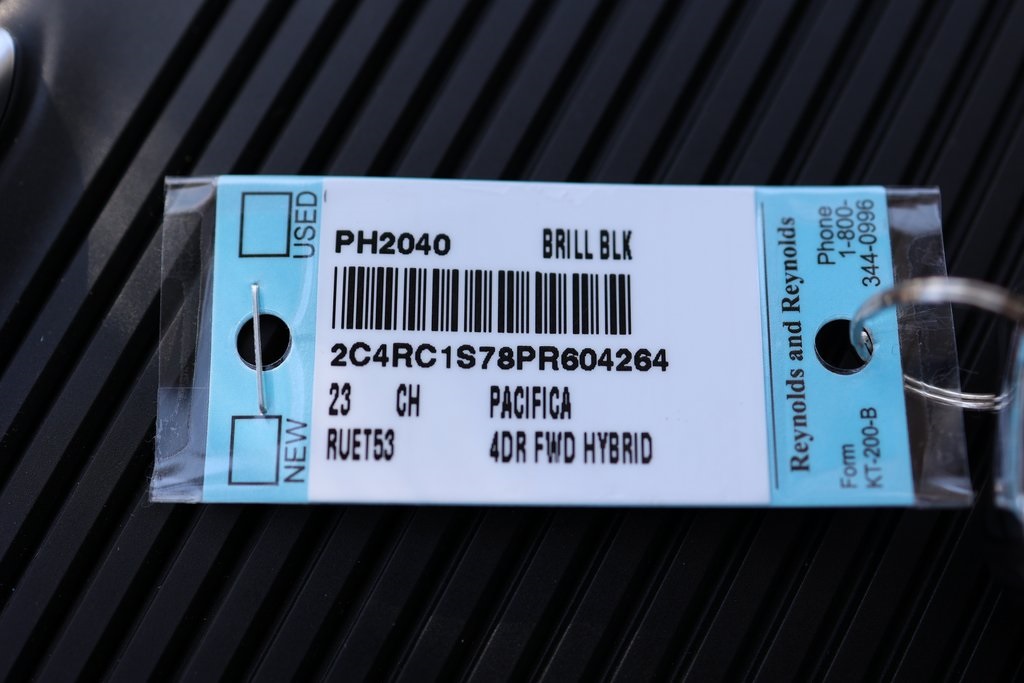 USED
NEW
PH2040 BRILL BLK
2C4RC1S78PR604264
23 CH PACIFICA
RUET53 4DR FWD HYBRID
Reynolds and Reynolds
Phone
1-800-
344-0996
Form
KT-200-B